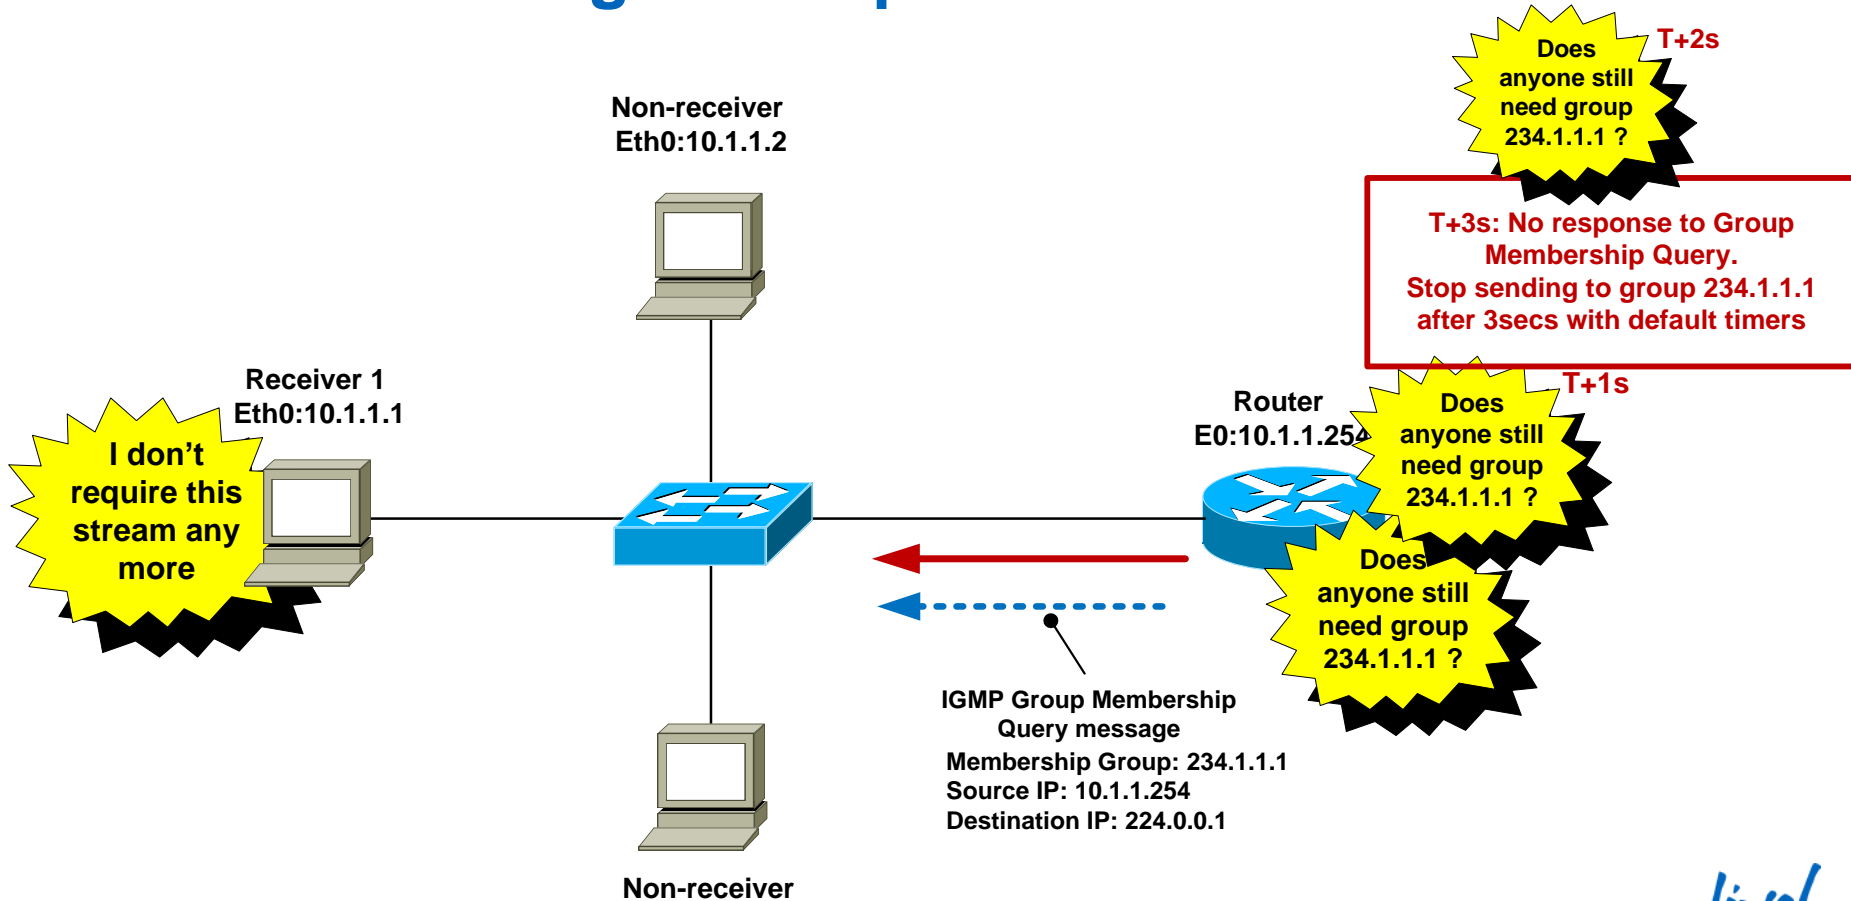 Does
anyone still
need group
234.1.1.1 ?
T+2s
Non-receiver
Eth0:10.1.1.2
T+3s: No response to Group
Membership Query.
Stop sending to group 234.1.1.1
after 3secs with default timers
Receiver 1
Eth0:10.1.1.1
I don't
require this
stream any
more
Router
E0:10.1.1.254
T+1s
Does
anyone still
need group
234.1.1.1 ?
Does
anyone still
need group
234.1.1.1 ?
IGMP Group Membership
Query message
Membership Group: 234.1.1.1
Source IP: 10.1.1.254
Destination IP: 224.0.0.1
Non-receiver